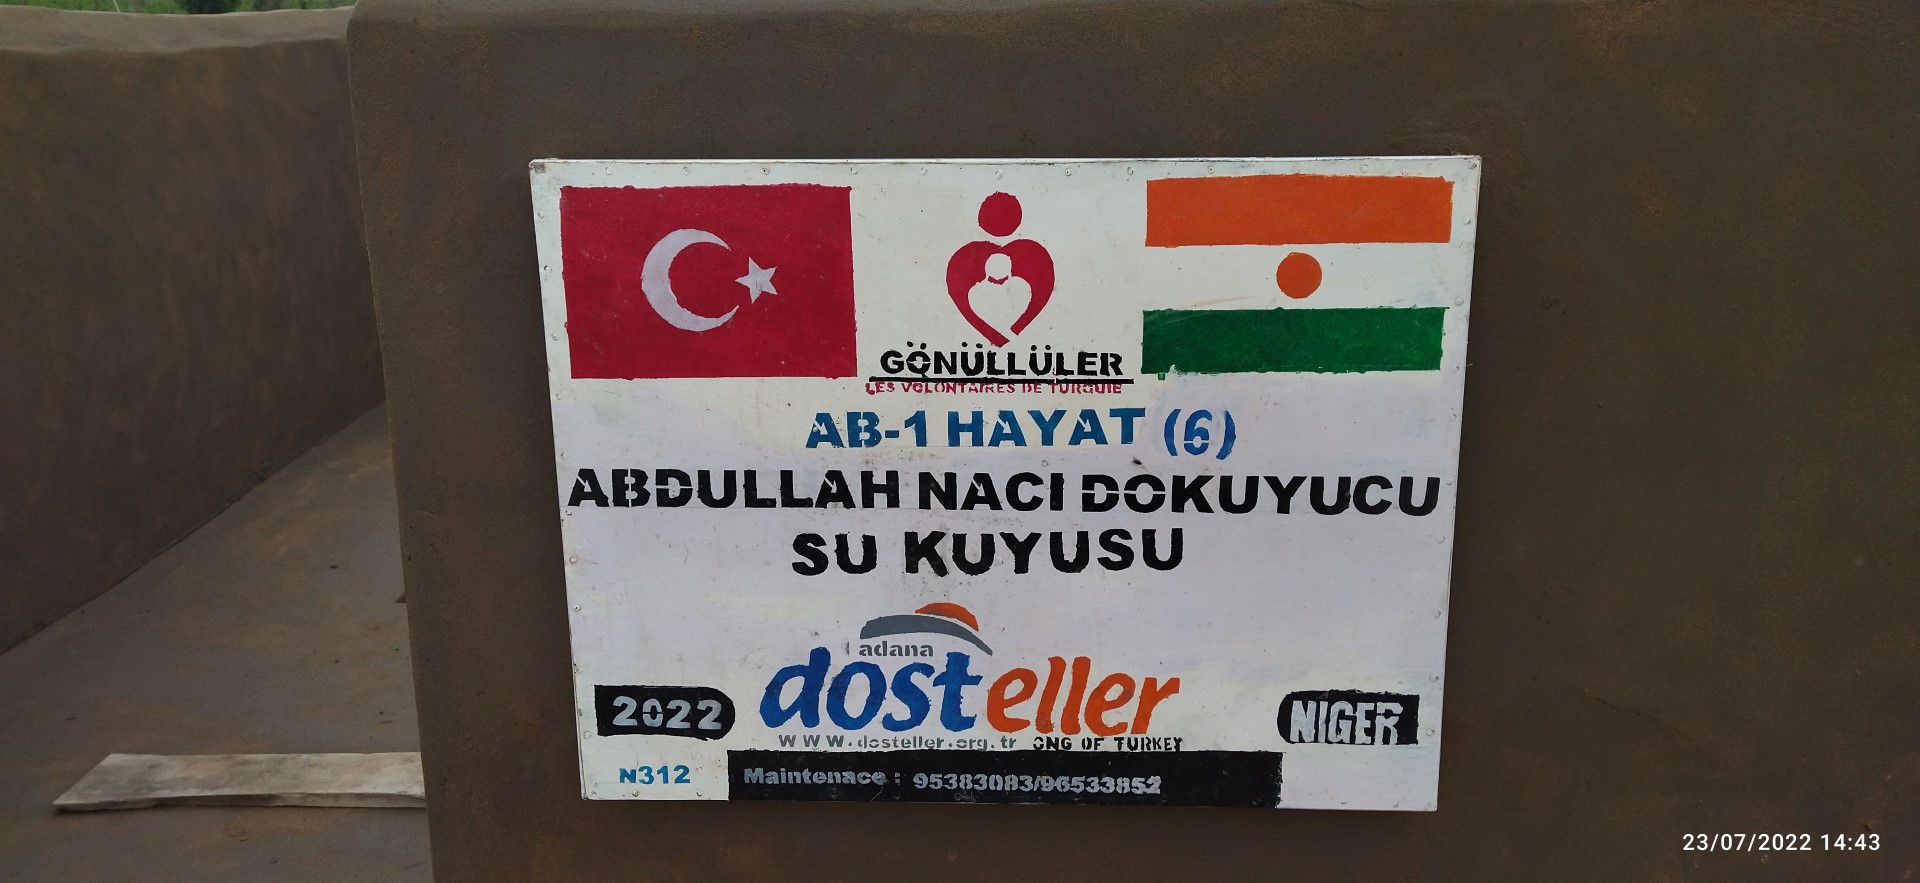 GÖNÜLLÜLER
LES VOLONTAIRES DE TURQUIE
AB-1 HAYAT (6)
ABDULLAH NACI DOKUYUCU
SU KUYUSU
adana
dosteller
www.dosteller.org.tr ONG OF TURKEY
2022
NIGER
N312
Maintenace : 95383083/96533852
23/07/2022 14:43